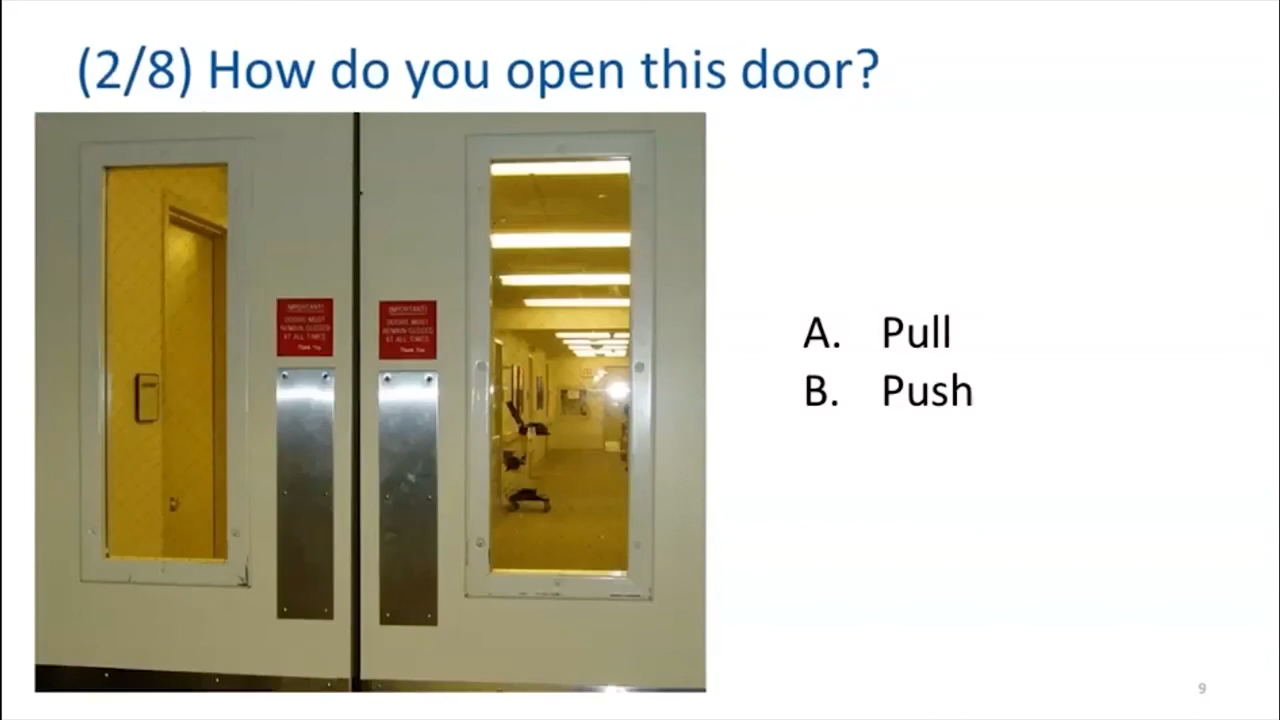 (2/8) How do you open this door?
IMPORTANT!
DOORS MUST
REMAIN CLOSED
AT ALL TIMES
Thank You
IMPORTANT!
DOORS MUST
REMAIN CLOSED
AT ALL TIMES
Thank You
A. Pull
B. Push
9